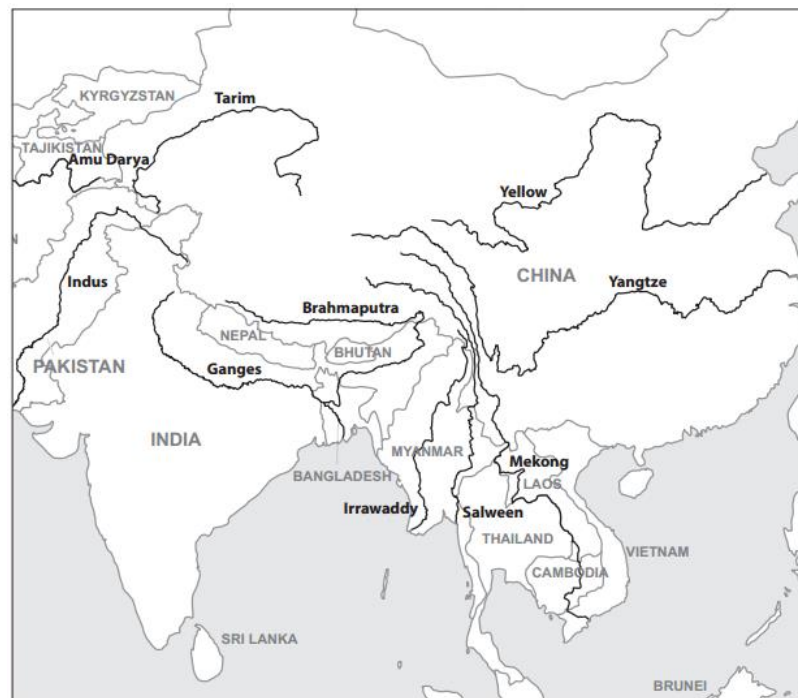 KYRGYZSTAN
Tarim
TAJIKISTAN
Amu Darya
Yellow
N
Indus
CHINA
Yangtze
Brahmaputra
NEPAL
BHUTAN
PAKISTAN
Ganges
INDIA
MYANMAR
Mekong
BANGLADESH
LAOS
Irrawaddy
Salween
THAILAND
VIETNAM
CAMBODIA
SRI LANKA
BRUNEI